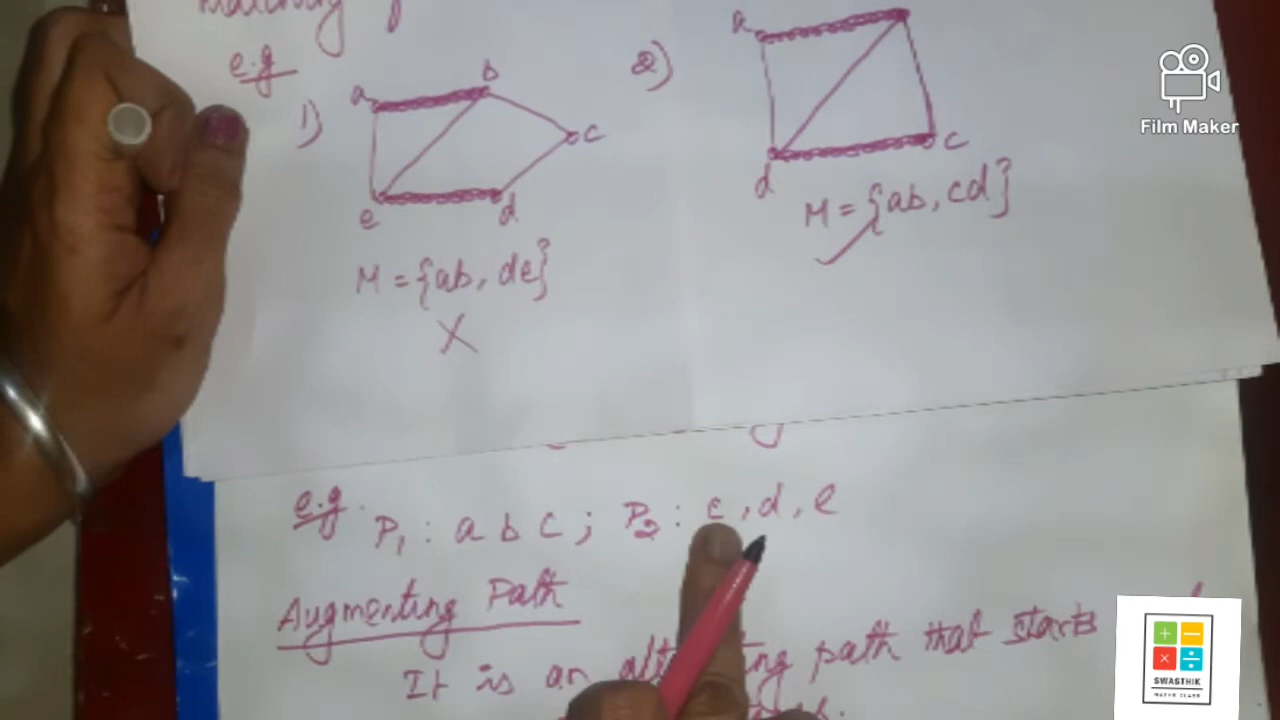 Matching
e.g
1)
a
b
c
e
d
M = {ab, de}
X
2)
a
c
d
M = {ab, cd}
e.g. P₁ : a b c ; P₂ : c, d, e
Augmenting Path
It is an path that starts
Film Maker
SWASTHIK